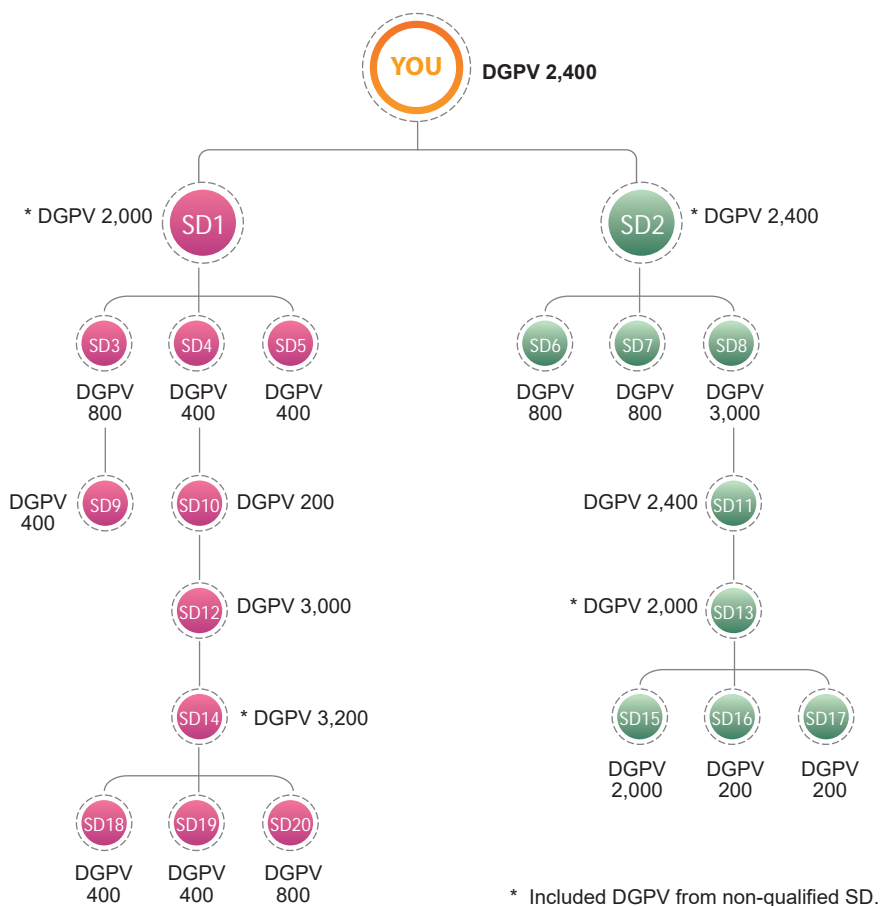 YOU
DGPV 2,400
* DGPV 2,000
SD1
SD2
* DGPV 2,400
SD3
SD4
SD5
SD6
SD7
SD8
DGPV
800
DGPV
400
DGPV
400
DGPV
800
DGPV
800
DGPV
3,000
DGPV
400
SD9
SD10
DGPV 200
DGPV 2,400
SD11
SD12
DGPV 3,000
* DGPV 2,000
SD13
SD14
* DGPV 3,200
SD15
SD16
SD17
DGPV
2,000
DGPV
200
DGPV
200
SD18
SD19
SD20
DGPV
400
DGPV
400
DGPV
800
* Included DGPV from non-qualified SD.